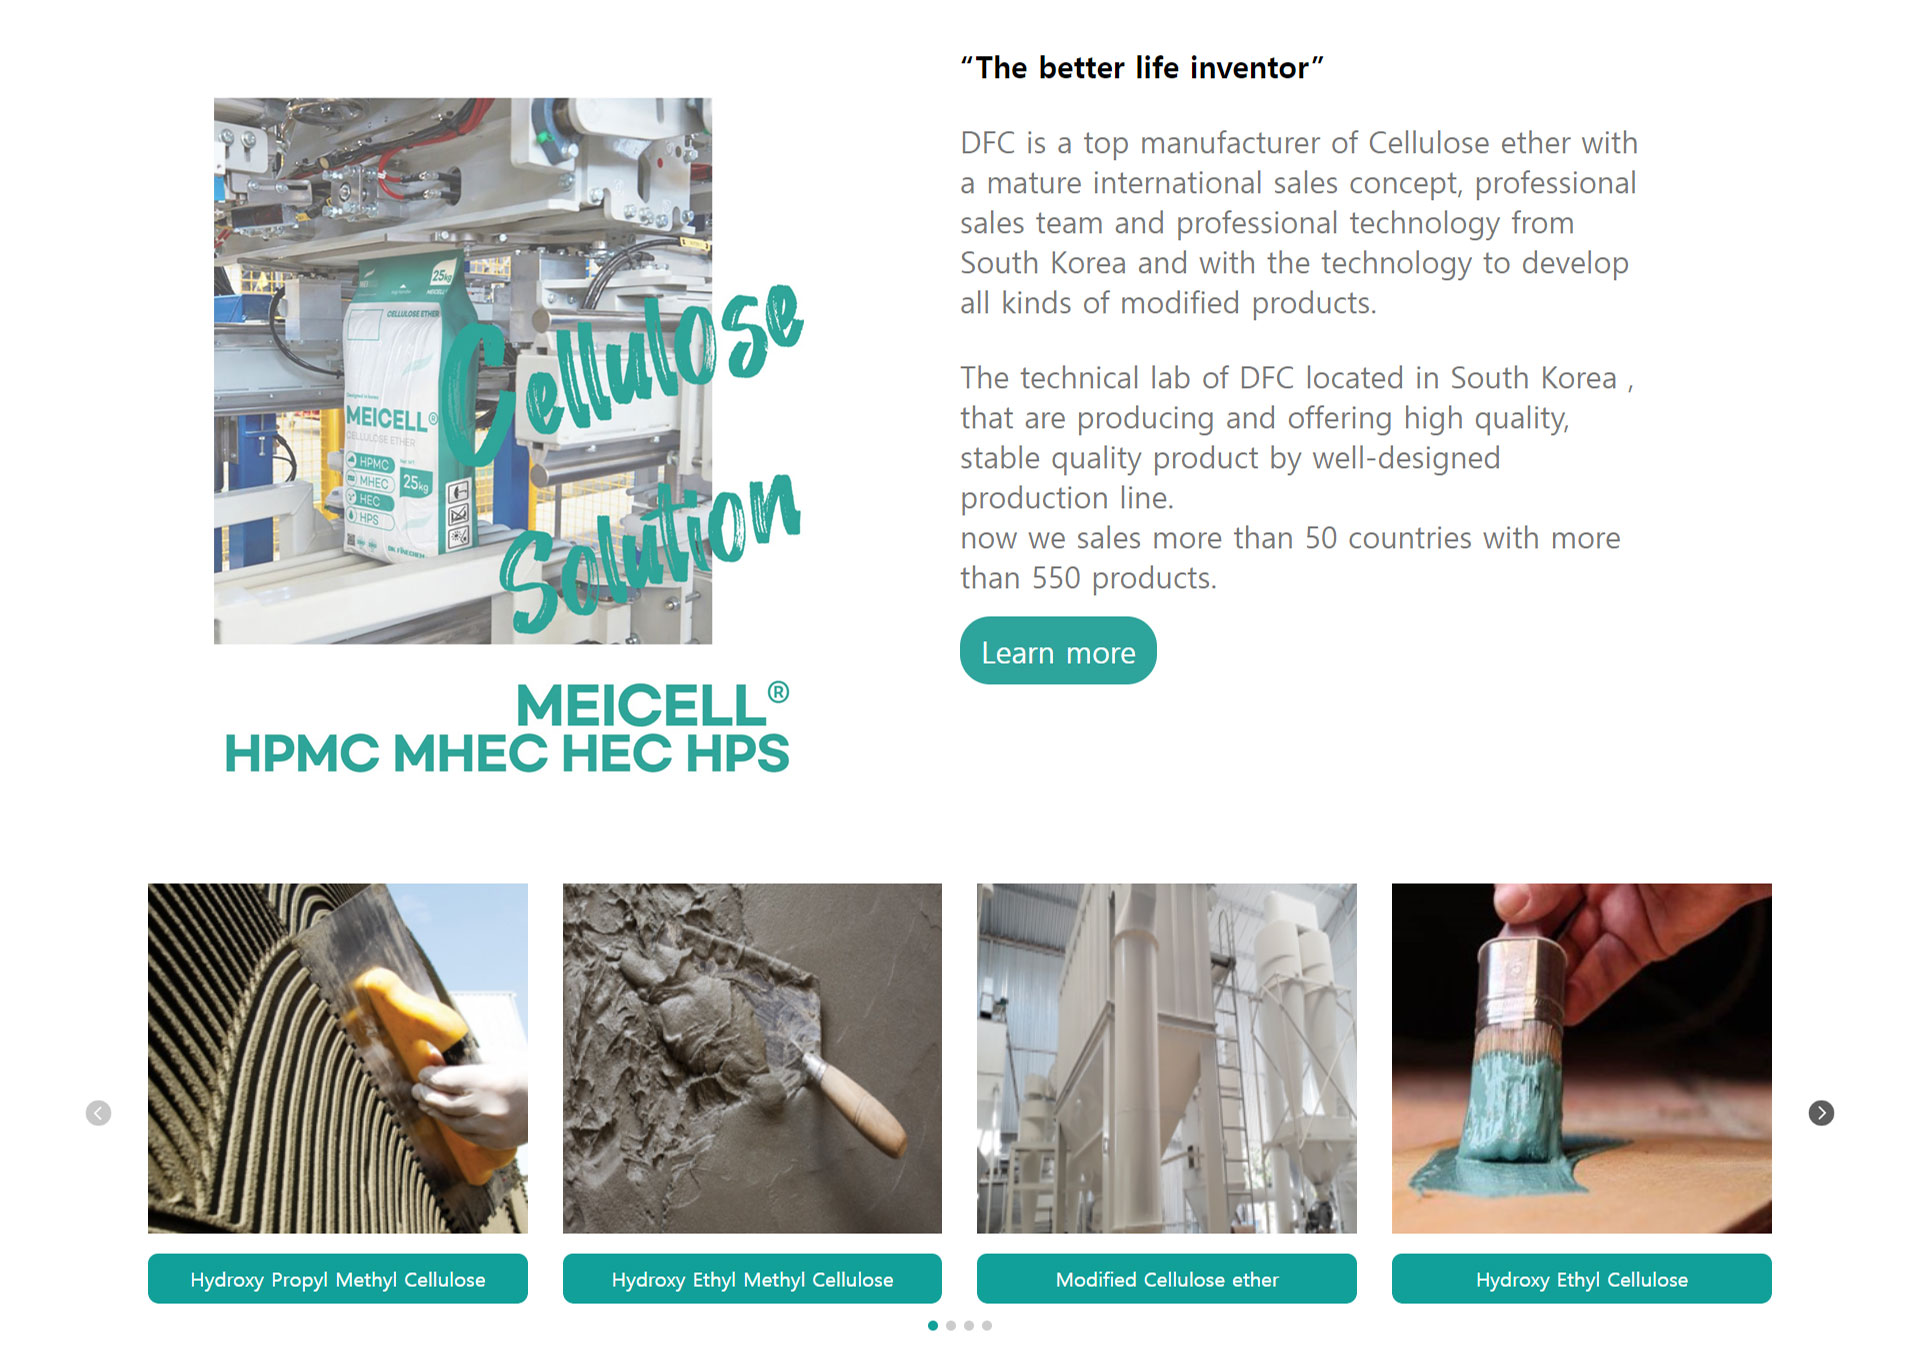 “The better life inventor”
DFC is a top manufacturer of Cellulose ether with
a mature international sales concept, professional
sales team and professional technology from
South Korea and with the technology to develop
all kinds of modified products.
The technical lab of DFC located in South Korea ,
that are producing and offering high quality,
stable quality product by well-designed
production line.
now we sales more than 50 countries with more
than 550 products.
Learn more
25kg
CELLULOSE ETHER
MEICELL®
CELLULOSE ETHER
HPMC
MHEC
HEC
HPS
25kg
Cellulose
Solution
MEICELL®
HPMC MHEC HEC HPS
Hydroxy Propyl Methyl Cellulose
Hydroxy Ethyl Methyl Cellulose
Modified Cellulose ether
Hydroxy Ethyl Cellulose